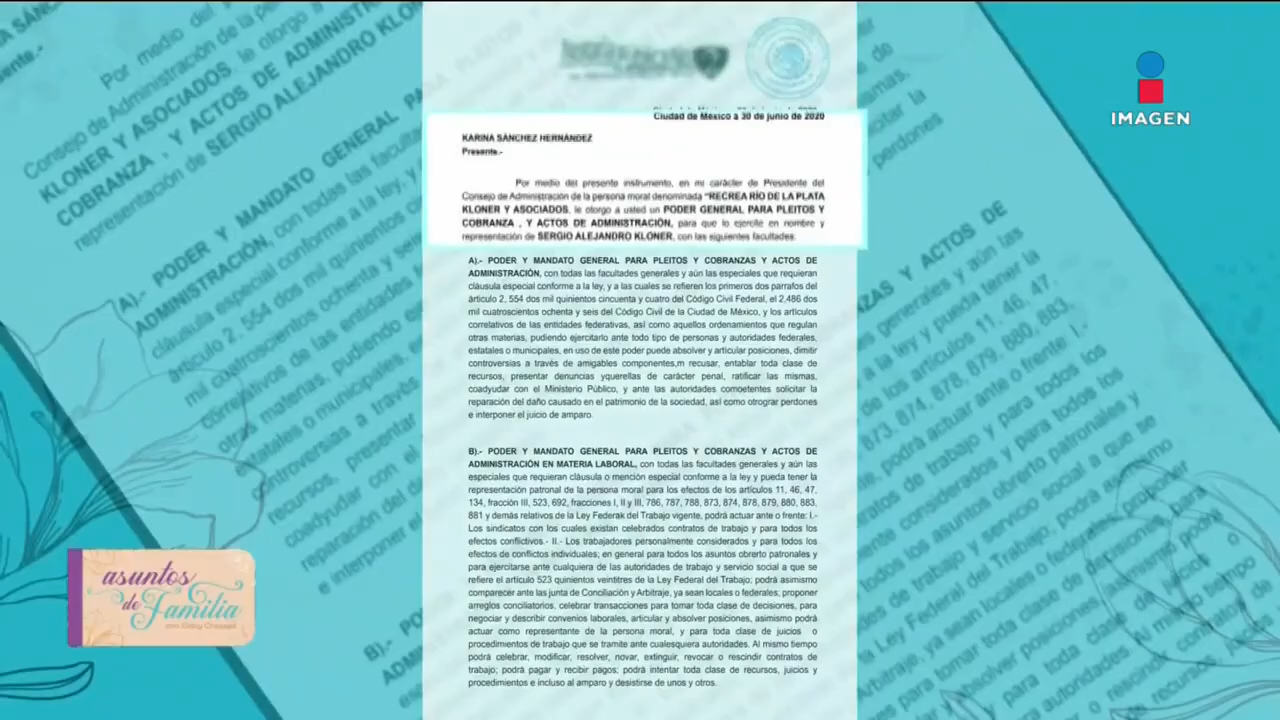 IMAGEN
Ciudad de México a 30 de junio de 2020
KARINA SÁNCHEZ HERNÁNDEZ
Presente.-
Por medio del presente instrumento, en mi carácter de Presidente del
Consejo de Administración de la persona moral denominada "RECREA RÍO DE LA PLATA
KLONER Y ASOCIADOS, le otorgo a usted un PODER GENERAL PARA PLEITOS Y
COBRANZA , Y ACTOS DE ADMINISTRACIÓN, para que lo ejercite en nombre y
representación de SERGIO ALEJANDRO KLONER, con las siguientes facultades:
A).- PODER Y MANDATO GENERAL PARA PLEITOS Y COBRANZAS Y ACTOS DE
ADMINISTRACIÓN, con todas las facultades generales y aún las especiales que requieran
cláusula especial conforme a la ley, y a las cuales se refieren los primeros dos parrafos del
árticulo 2, 554 dos mil quinientos cincuenta y cuatro del Código Civil Federal, el 2,486 dos
mil cuatroscientos ochenta y seis del Código Civil de la Ciudad de México, y los artículos
correlativos de las entidades federativas, así como aquellos ordenamientos que regulan
otras materias, pudiendo ejercitarlo ante todo tipo de personas y autoridades federales,
estatales o municipales, en uso de este poder puede absolver y articular posiciones, dimitir
controversias a través de amigables componentes,m recusar, entablar toda clase de
recursos, presentar denuncias yquerellas de carácter penal, ratificar las mismas,
coadyudar con el Ministerio Público, y ante las autoridades comoetentes solicitar la
reparación del daño causado en el patrimonio de la sociedad, así como otrograr perdones
e interponer el juicio de amparo.
B).- PODER Y MANDATO GENERAL PARA PLEITOS Y COBRANZAS Y ACTOS DE
ADMINISTRACIÓN EN MATERIA LABORAL, con todas las facultades generales y aún las
especiales que requieran cláusula o mención especial conforme a la ley y pueda tener la
representación patronal de la persona moral para los efectos de los artículos 11, 46, 47,
134, fracción III, 523, 692, fracciones I, II y III, 786, 787, 788, 873, 874, 878, 879, 880, 883,
881 y demás relativos de la Ley Federak del Trabajo vigente, podrá actuar ante o frente: I.-
Los sindicatos con los cuales existan celebrados contratos de trabajo y para todos los
efectos conflictivos.- II.- Los trabajadores personalmente considerados y para todos los
efectos de conflictos individuales; en general para todos los asuntos obrerto patronales y
para ejercitarse ante cualquiera de las autoridades de trabajo y servicio social a que se
refiere el artículo 523 quinientos veintitres de la Ley Federal del Trabajo; podrá asimismo
comparecer ante las junta de Conciliación y Arbitraje, ya sean locales o federales; proponer
arreglos conciliatorios, celebrar transacciones para tomar toda clase de decisiones, para
negociar y describir convenios laborales, articular y absolver posiciones, asimismo podrá
actuar como representante de la persona moral, y para toda clase de juicios o
procedimientos de trabajo que se tramite ante cualesquiera autoridades. Al mismo tiempo
podrá celebrar, modificar, resolver, novar, extinguir, revocar o rescindir contratos de
trabajo; podrá pagar y recibir pagos; podrá intentar toda clase de recursos, juicios y
procedimientos e incluso al amparo y desistirse de unos y otros.
asuntos
de Familia